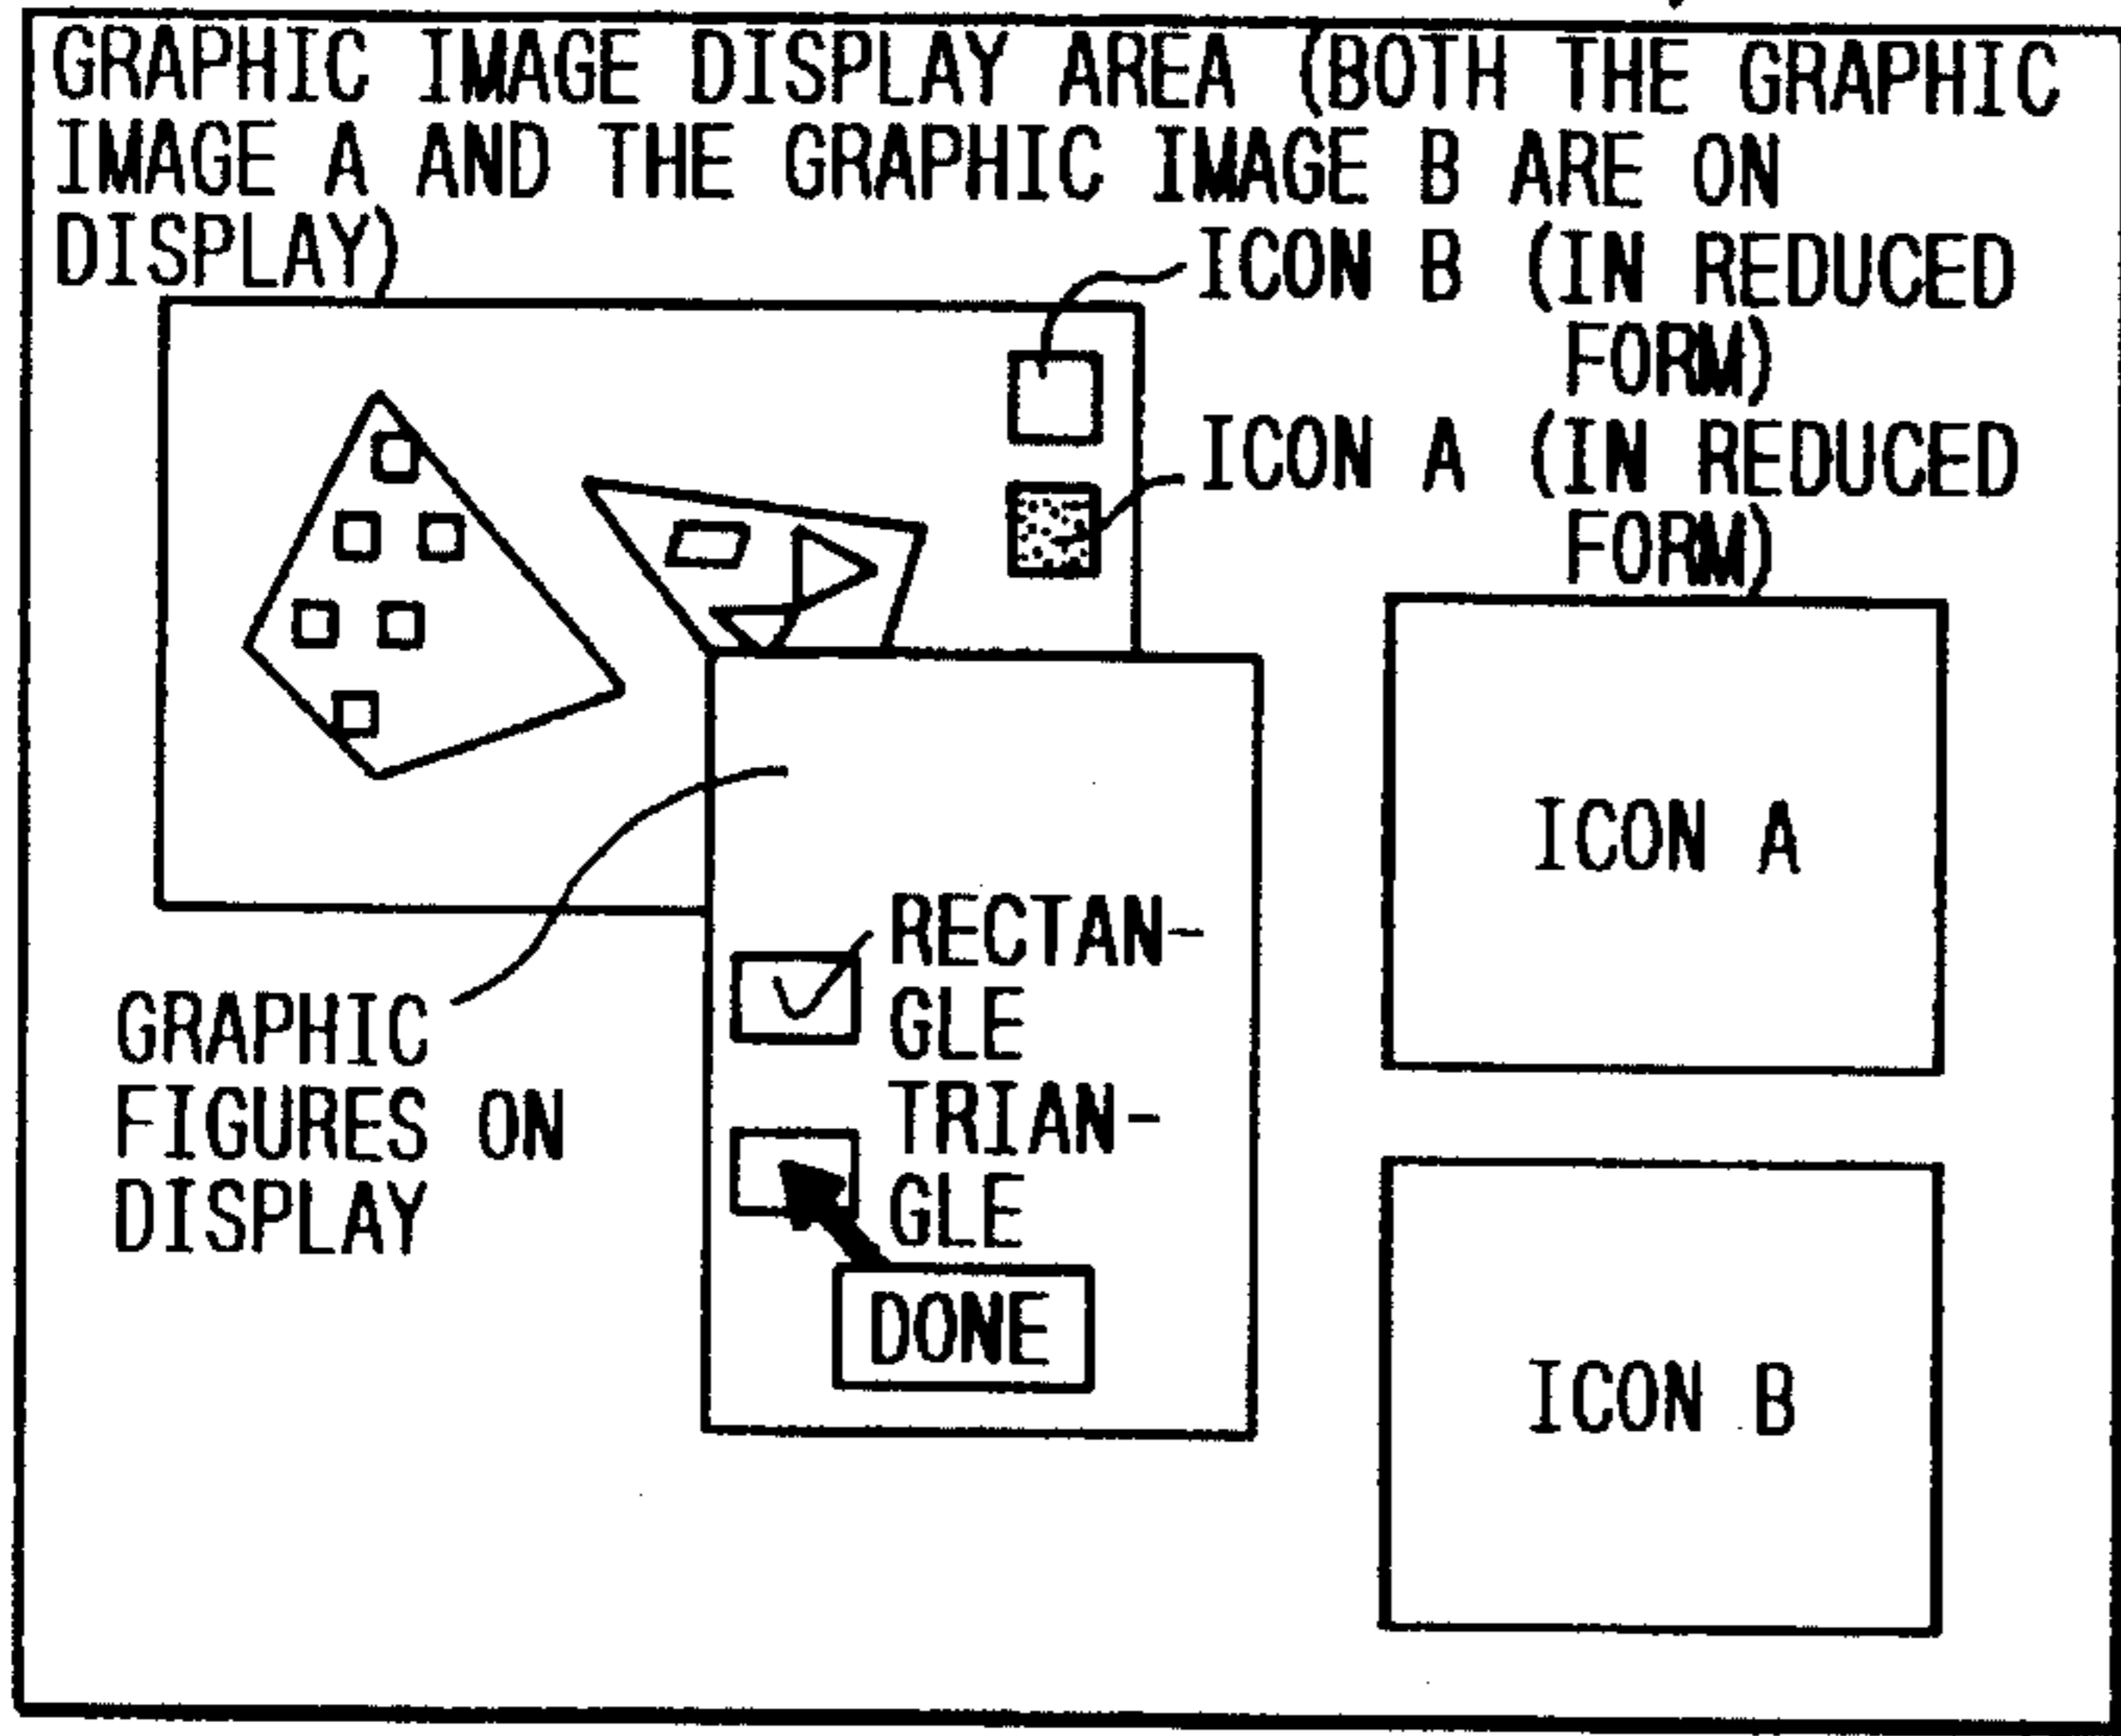 GRAPHIC IMAGE DISPLAY AREA (BOTH THE GRAPHIC
IMAGE A AND THE GRAPHIC IMAGE B ARE ON
DISPLAY)
ICON B (IN REDUCED
FORM)
ICON A (IN REDUCED
FORM)
ICON A
RECTAN-
GLE
TRIAN-
GLE
DONE
GRAPHIC
FIGURES ON
DISPLAY
ICON B